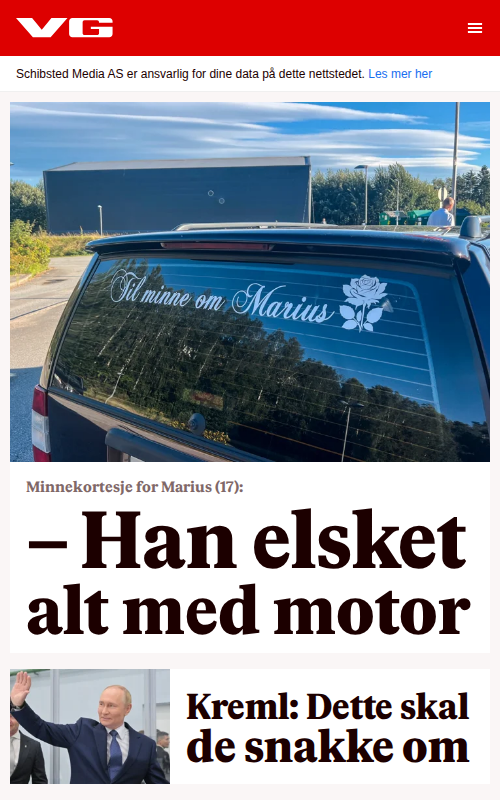 VG
Schibsted Media AS er ansvarlig for dine data på dette nettstedet. Les mer her
Til minne om Marius
Minnekortesje for Marius (17):
– Han elsket
alt med motor
Kreml: Dette skal
de snakke om